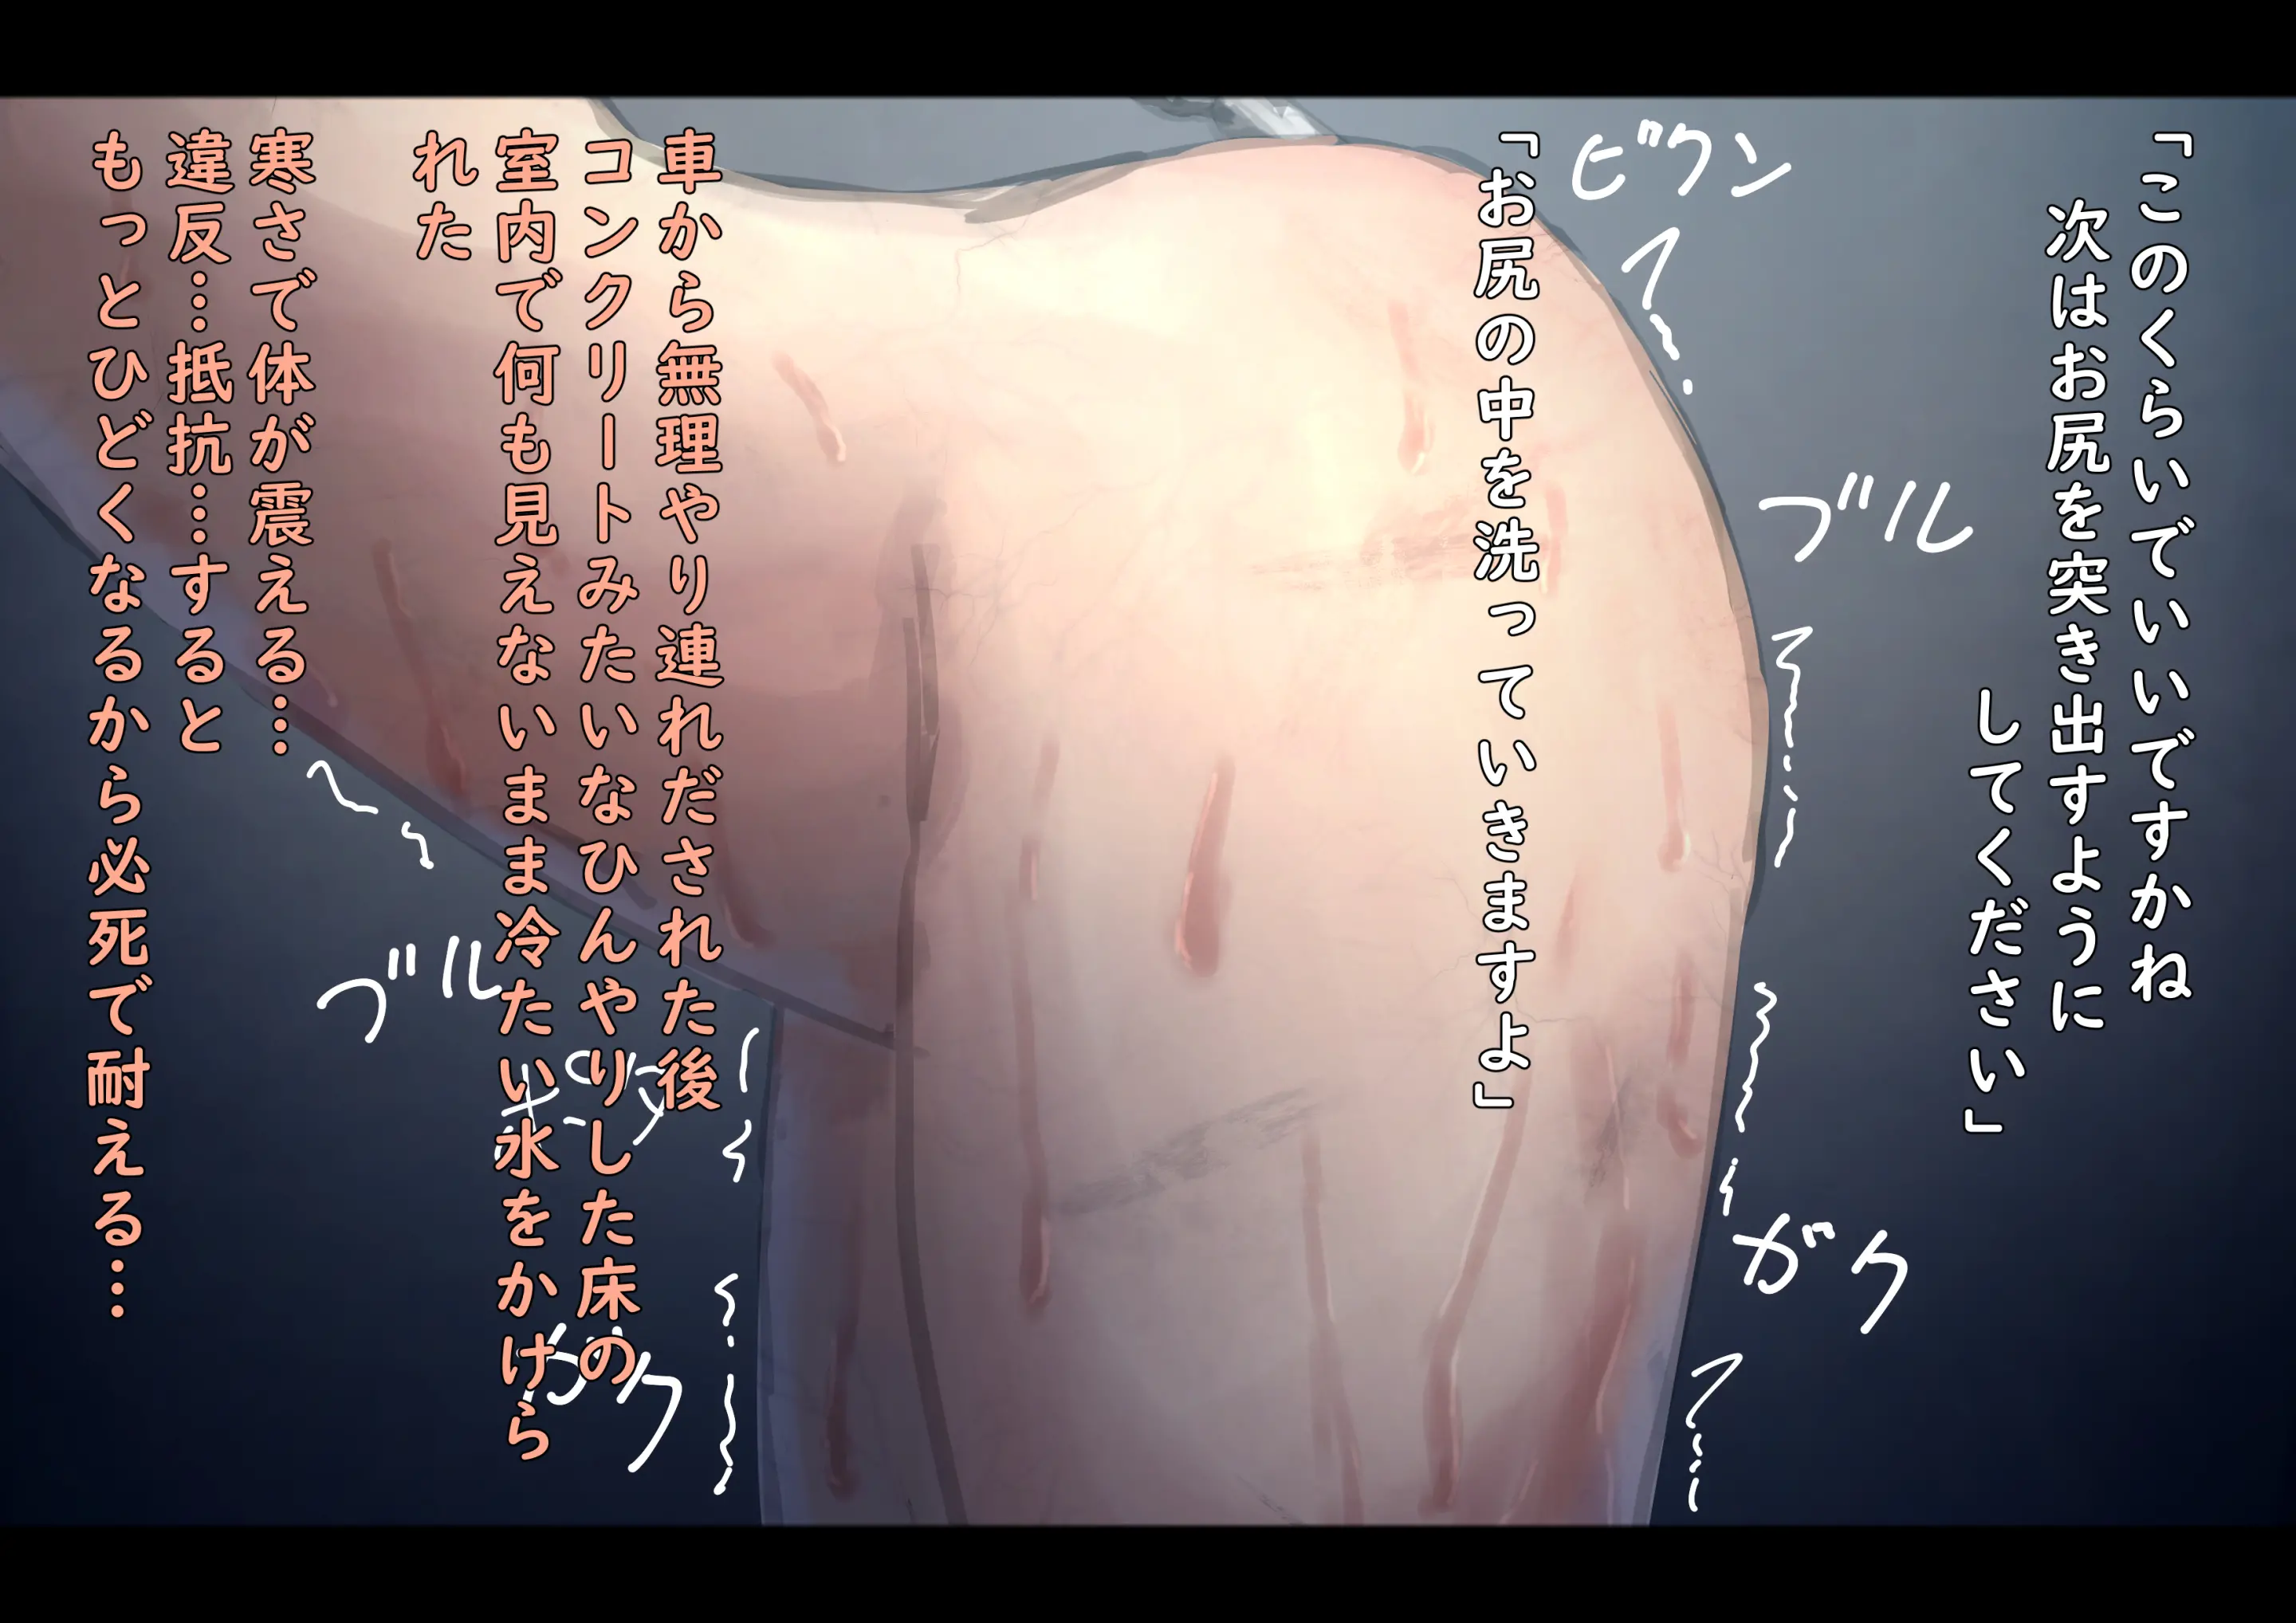 「このくらいでいいですかね
次はお尻を突き出すように
してください」
ビクン
「お尻の中を洗っていきますよ」
ブル
ガク
車から無理やり連れだされた後
コンクリートみたいなひんやりした床の
室内で何も見えないまま冷たい水をかけら
れた
寒さで体が震える…
違反…抵抗…すると
もっとひどくなるから必死で耐える…
ブル
ガク